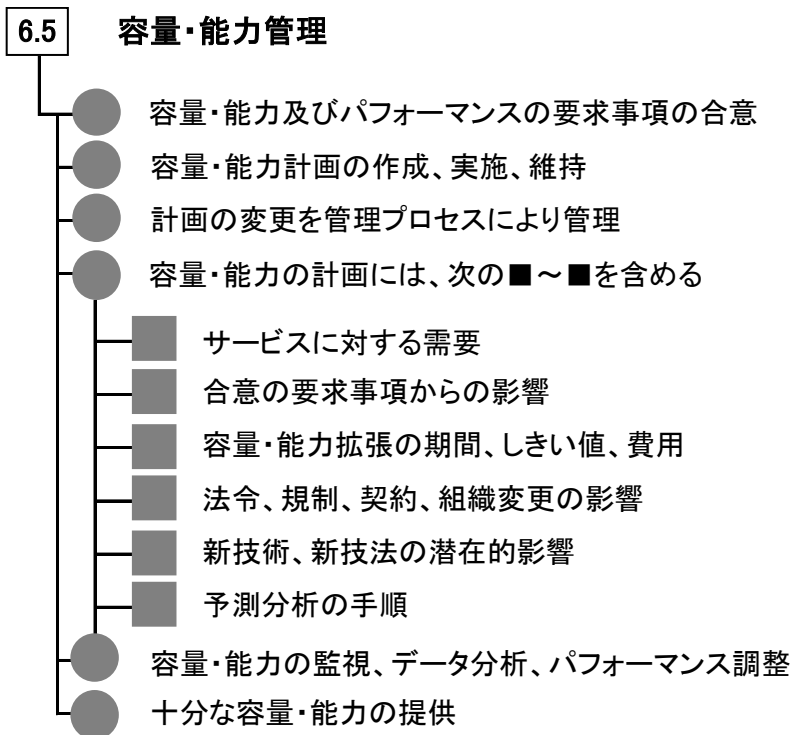 6.5 容量・能力管理
容量・能力及びパフォーマンスの要求事項の合意
容量・能力計画の作成、実施、維持
計画の変更を管理プロセスにより管理
容量・能力の計画には、次の■～■を含める
サービスに対する需要
合意の要求事項からの影響
容量・能力拡張の期間、しきい値、費用
法令、規制、契約、組織変更の影響
新技術、新技法の潜在的影響
予測分析の手順
容量・能力の監視、データ分析、パフォーマンス調整
十分な容量・能力の提供